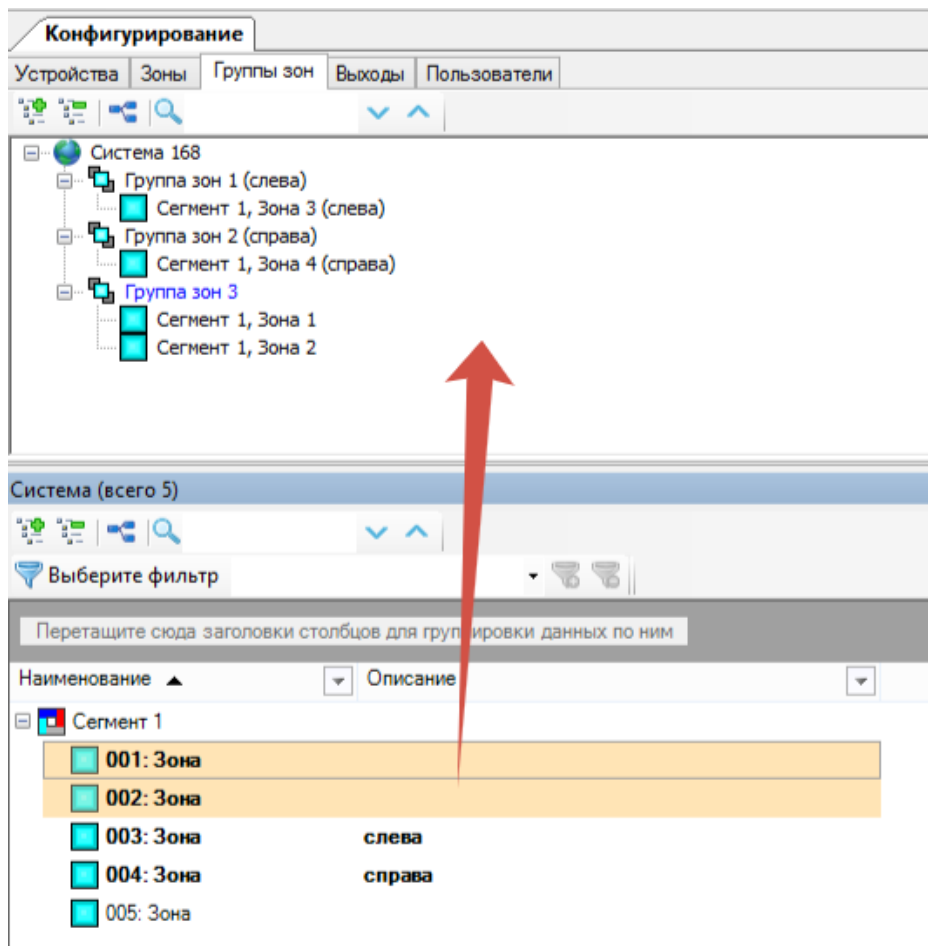 Конфигурирование
Устройства Зоны Группы зон Выходы Пользователи
Система 168
Группа зон 1 (слева)
Сегмент 1, Зона 3 (слева)
Группа зон 2 (справа)
Сегмент 1, Зона 4 (справа)
Группа зон 3
Сегмент 1, Зона 1
Сегмент 1, Зона 2
Система (всего 5)
Выберите фильтр
Перетащите сюда заголовки столбцов для группировки данных по ним
Наименование Описание
Сегмент 1
001: Зона
002: Зона
003: Зона слева
004: Зона справа
005: Зона